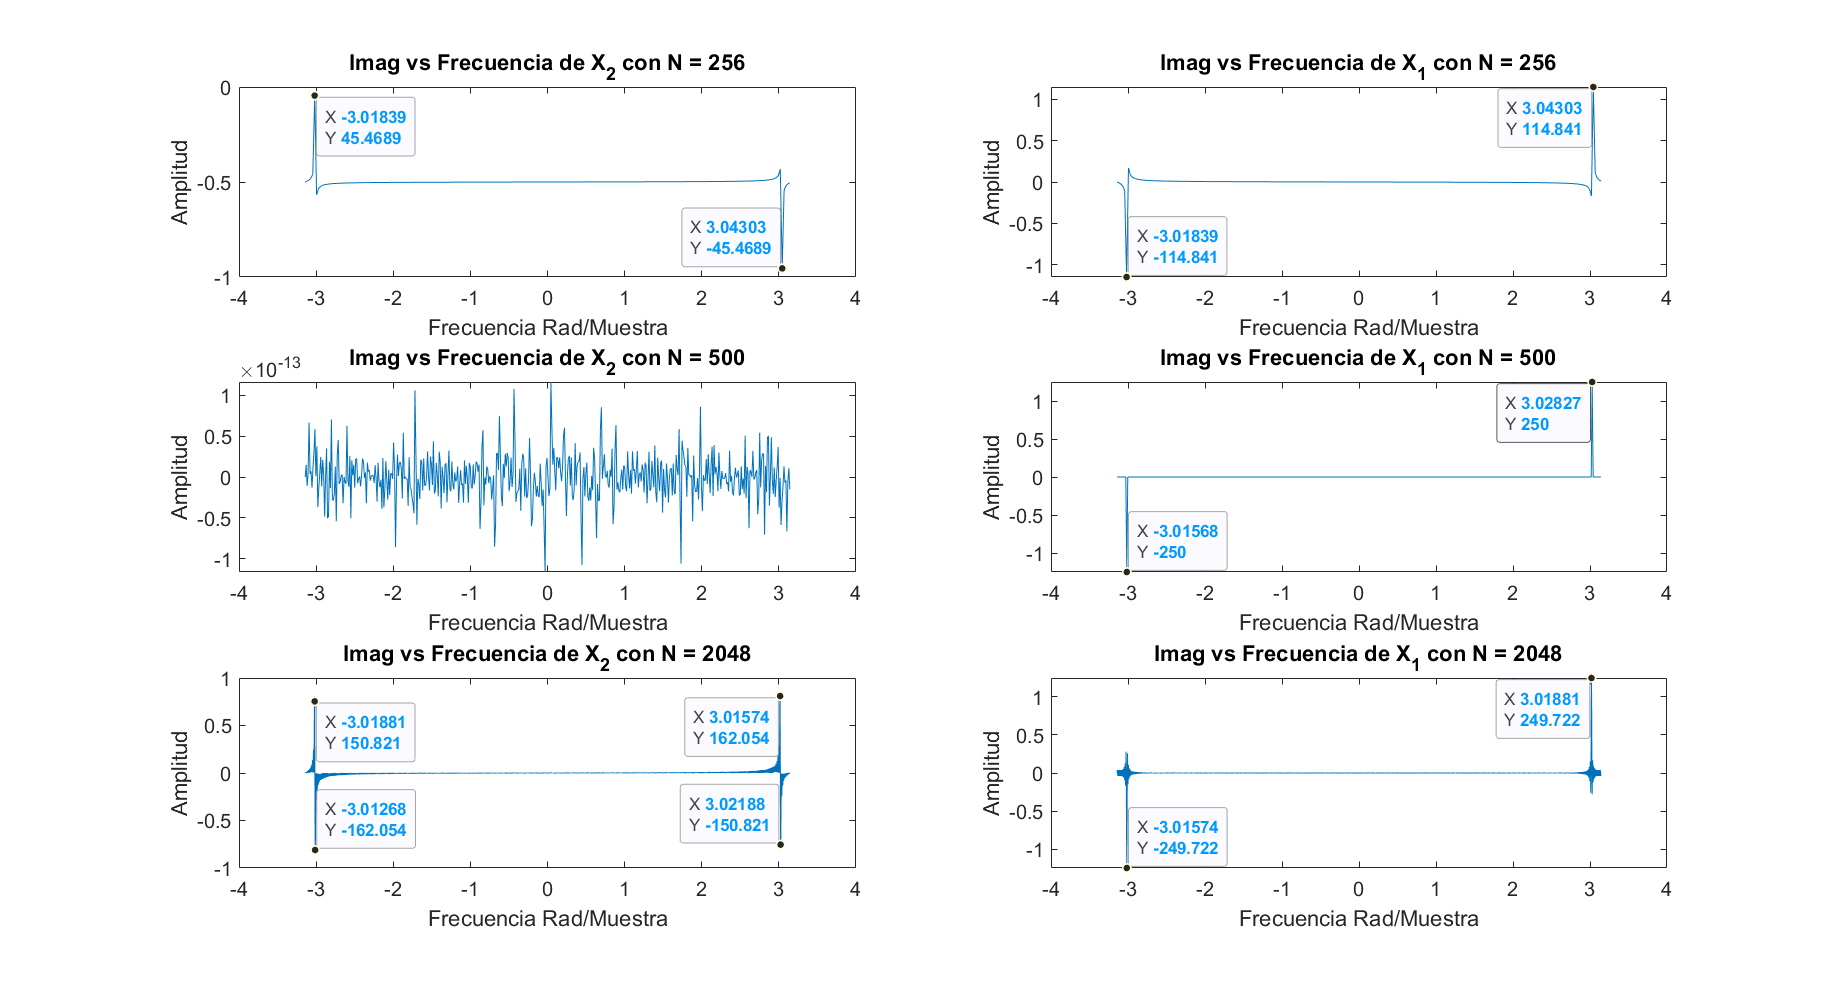 Imag vs Frecuencia de X2 con N = 256
0
-0.5
-1
Amplitud
X -3.01839
Y 45.4689
X 3.04303
Y -45.4689
-4 -3 -2 -1 0 1 2 3 4
Frecuencia Rad/Muestra
Imag vs Frecuencia de X1 con N = 256
1
0.5
0
-0.5
-1
Amplitud
X 3.04303
Y 114.841
X -3.01839
Y -114.841
-4 -3 -2 -1 0 1 2 3 4
Frecuencia Rad/Muestra
Imag vs Frecuencia de X2 con N = 500
×10-13
1
0.5
0
-0.5
-1
Amplitud
-4 -3 -2 -1 0 1 2 3 4
Frecuencia Rad/Muestra
Imag vs Frecuencia de X1 con N = 500
1
0.5
0
-0.5
-1
Amplitud
X 3.02827
Y 250
X -3.01568
Y -250
-4 -3 -2 -1 0 1 2 3 4
Frecuencia Rad/Muestra
Imag vs Frecuencia de X2 con N = 2048
1
0.5
0
-0.5
-1
Amplitud
X -3.01881
Y 150.821
X 3.01574
Y 162.054
X -3.01268
Y -162.054
X 3.02188
Y -150.821
-4 -3 -2 -1 0 1 2 3 4
Frecuencia Rad/Muestra
Imag vs Frecuencia de X1 con N = 2048
1
0.5
0
-0.5
-1
Amplitud
X 3.01881
Y 249.722
X -3.01574
Y -249.722
-4 -3 -2 -1 0 1 2 3 4
Frecuencia Rad/Muestra